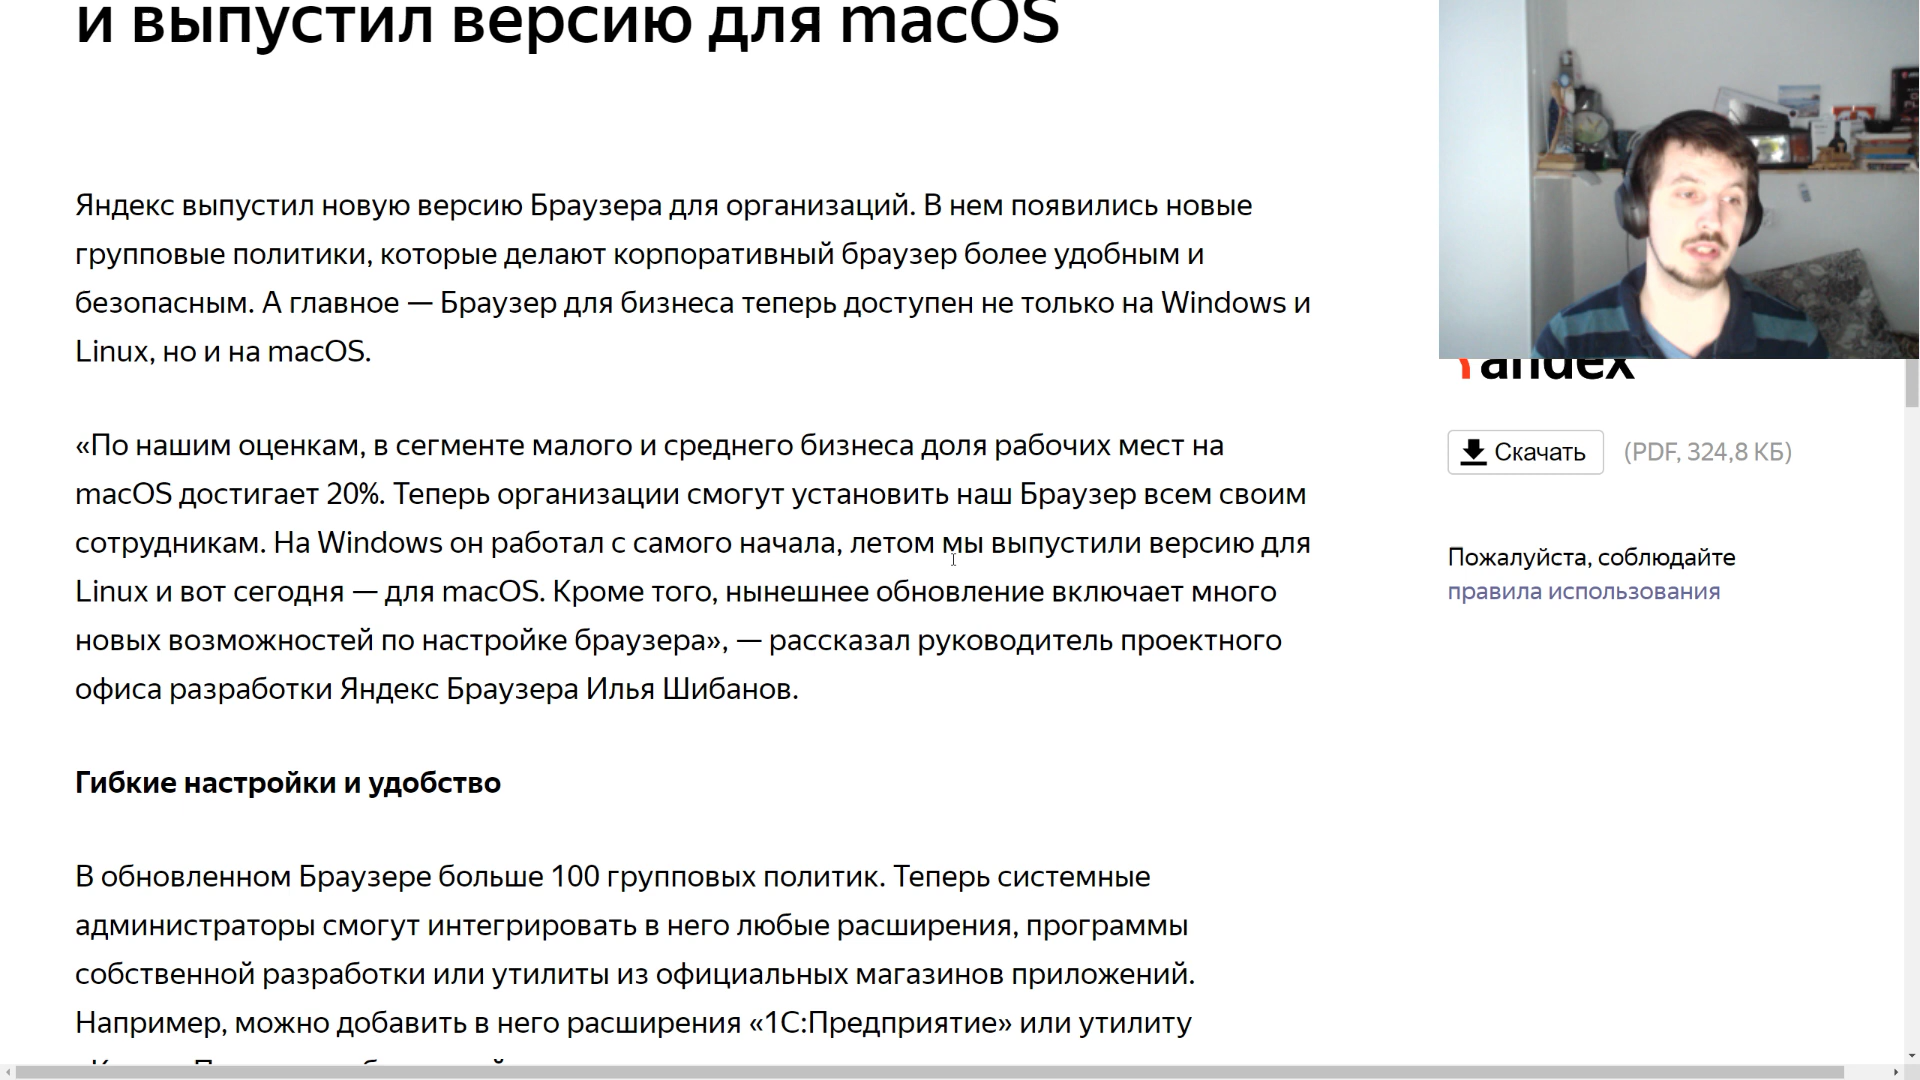 и выпустил версию для macOS
Яндекс выпустил новую версию Браузера для организаций. В нем появились новые
групповые политики, которые делают корпоративный браузер более удобным и
безопасным. А главное — Браузер для бизнеса теперь доступен не только на Windows и
Linux, но и на macOS.
«По нашим оценкам, в сегменте малого и среднего бизнеса доля рабочих мест на
macOS достигает 20%. Теперь организации смогут установить наш Браузер всем своим
сотрудникам. На Windows он работал с самого начала, летом мы выпустили версию для
Linux и вот сегодня — для macOS. Кроме того, нынешнее обновление включает много
новых возможностей по настройке браузера», — рассказал руководитель проектного
офиса разработки Яндекс Браузера Илья Шибанов.
Гибкие настройки и удобство
В обновленном Браузере больше 100 групповых политик. Теперь системные
администраторы смогут интегрировать в него любые расширения, программы
собственной разработки или утилиты из официальных магазинов приложений.
Например, можно добавить в него расширения «1С:Предприятие» или утилиту
Yandex
Скачать (PDF, 324,8 КБ)
Пожалуйста, соблюдайте
правила использования